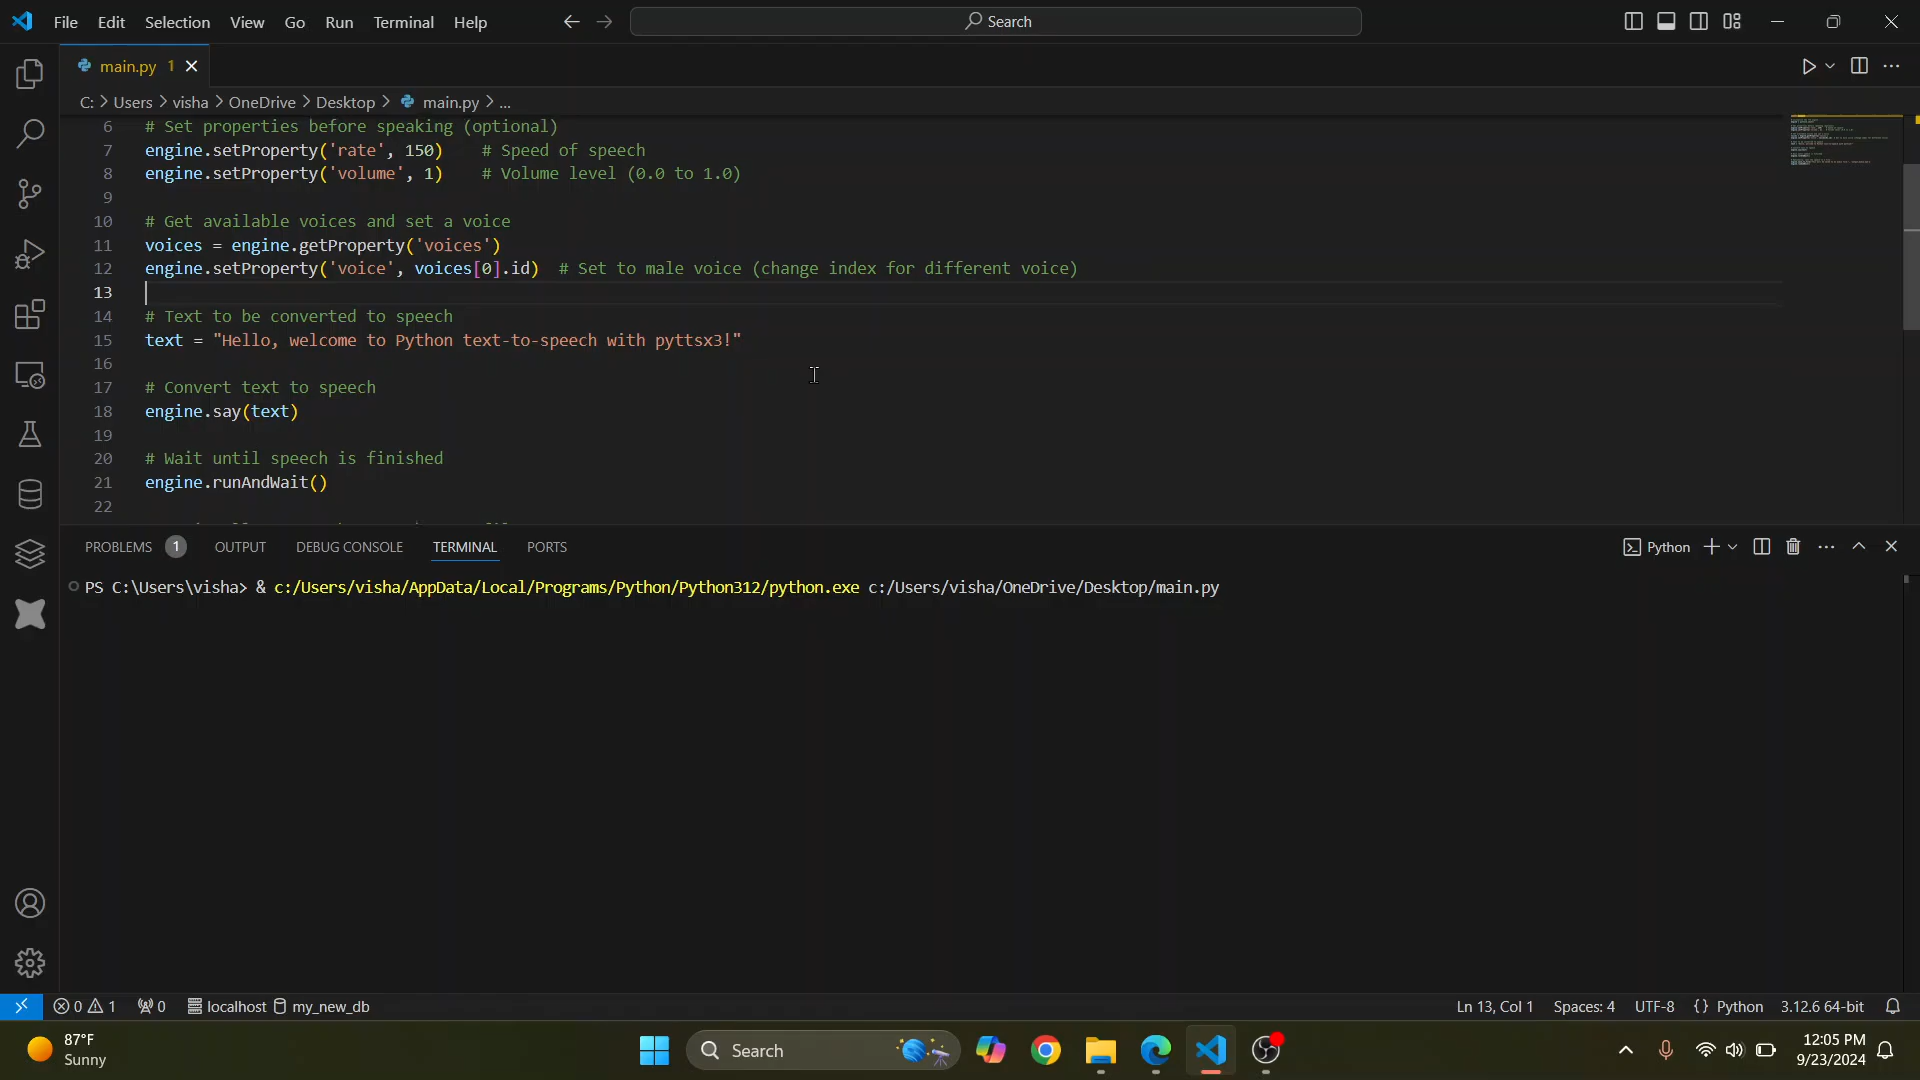 File Edit Selection View Go Run Terminal Help Search
main.py 1
C: > Users > visha > OneDrive > Desktop > main.py > ...
6 # Set properties before speaking (optional)
7 engine.setProperty('rate', 150) # Speed of speech
8 engine.setProperty('volume', 1) # Volume level (0.0 to 1.0)
9
10 # Get available voices and set a voice
11 voices = engine.getProperty('voices')
12 engine.setProperty('voice', voices[0].id) # Set to male voice (change index for different voice)
13
14 # Text to be converted to speech
15 text = "Hello, welcome to Python text-to-speech with pyttsx3!"
16
17 # Convert text to speech
18 engine.say(text)
19
20 # Wait until speech is finished
21 engine.runAndWait()
22
PROBLEMS 1 OUTPUT DEBUG CONSOLE TERMINAL PORTS Python
PS C:\Users\visha> & c:/Users/visha/AppData/Local/Programs/Python/Python312/python.exe c:/Users/visha/OneDrive/Desktop/main.py
0 1 0 localhost my_new_db Ln 13, Col 1 Spaces: 4 UTF-8 {} Python 3.12.6 64-bit
87°F
Sunny
Search
12:05 PM
9/23/2024